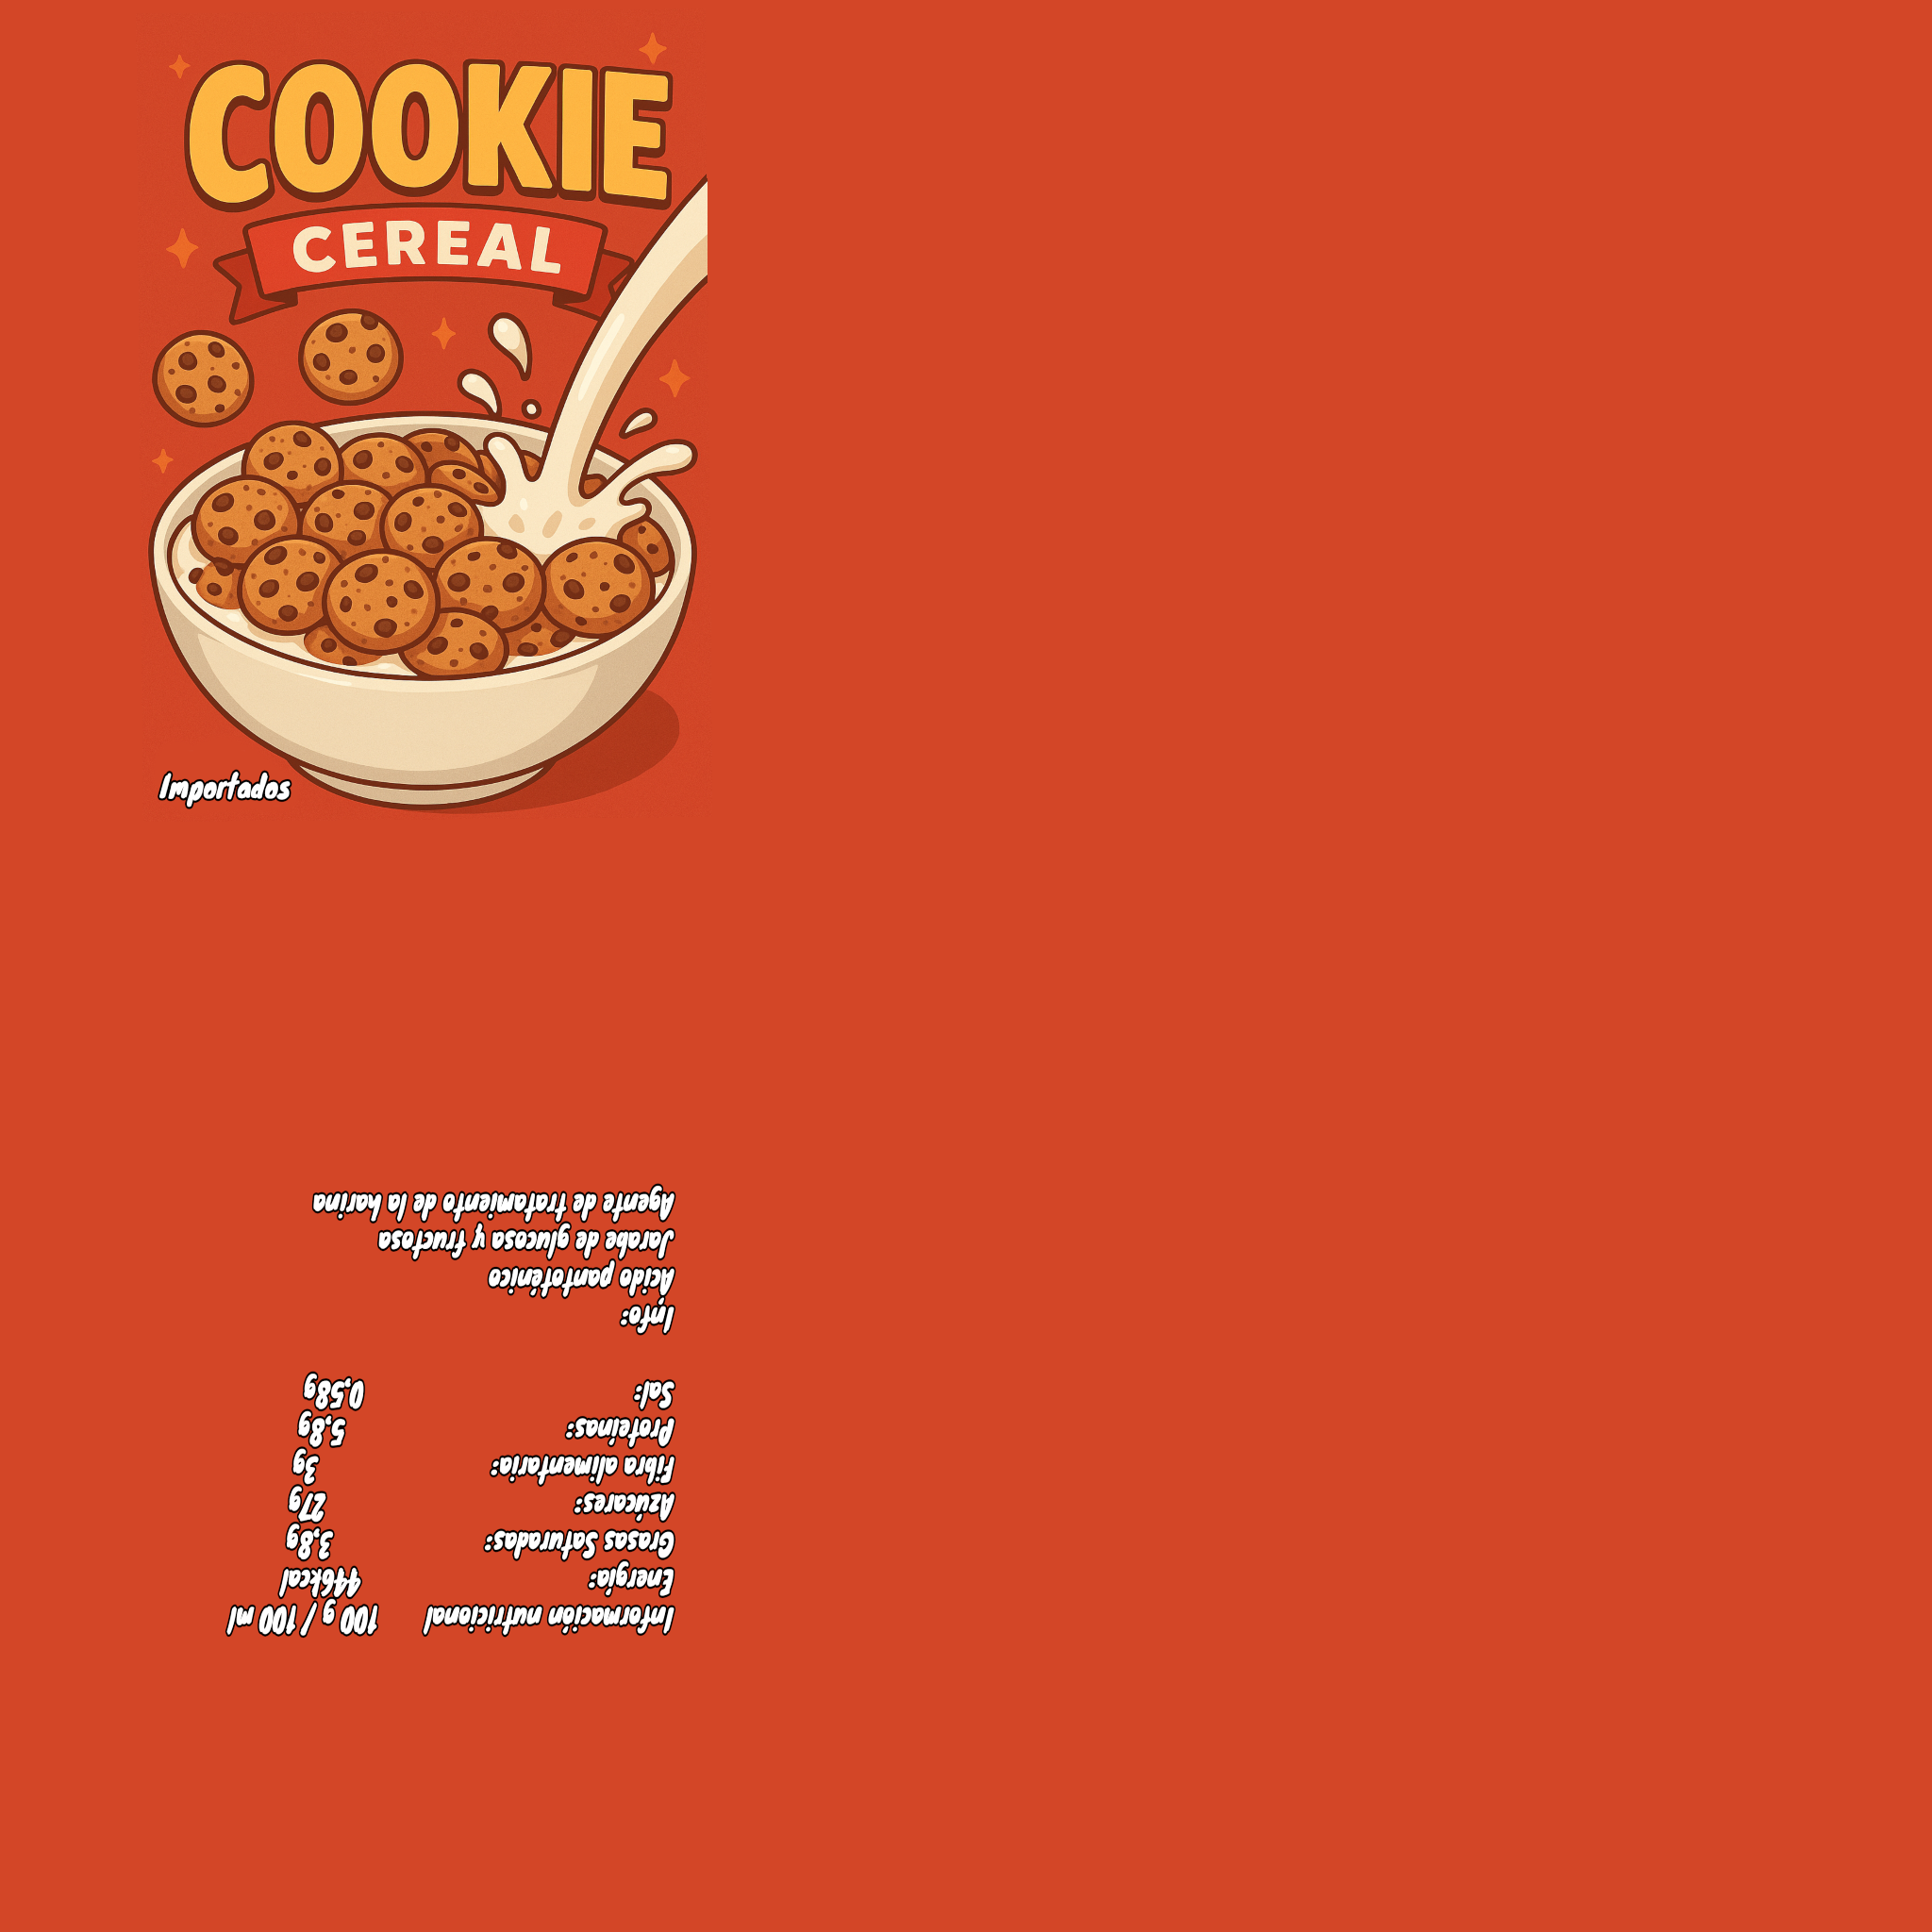 COOKIE
CEREAL
Importados
Información nutricional 100 g / 100 ml
Energía: 446kcal
Grasas Saturadas: 3,8g
Azúcares: 27g
Fibra alimentaria: 3g
Proteínas: 5,8g
Sal: 0,58g
Info:
Ácido pantoténico
Jarabe de glucosa y fructosa
Agente de tratamiento de la harina